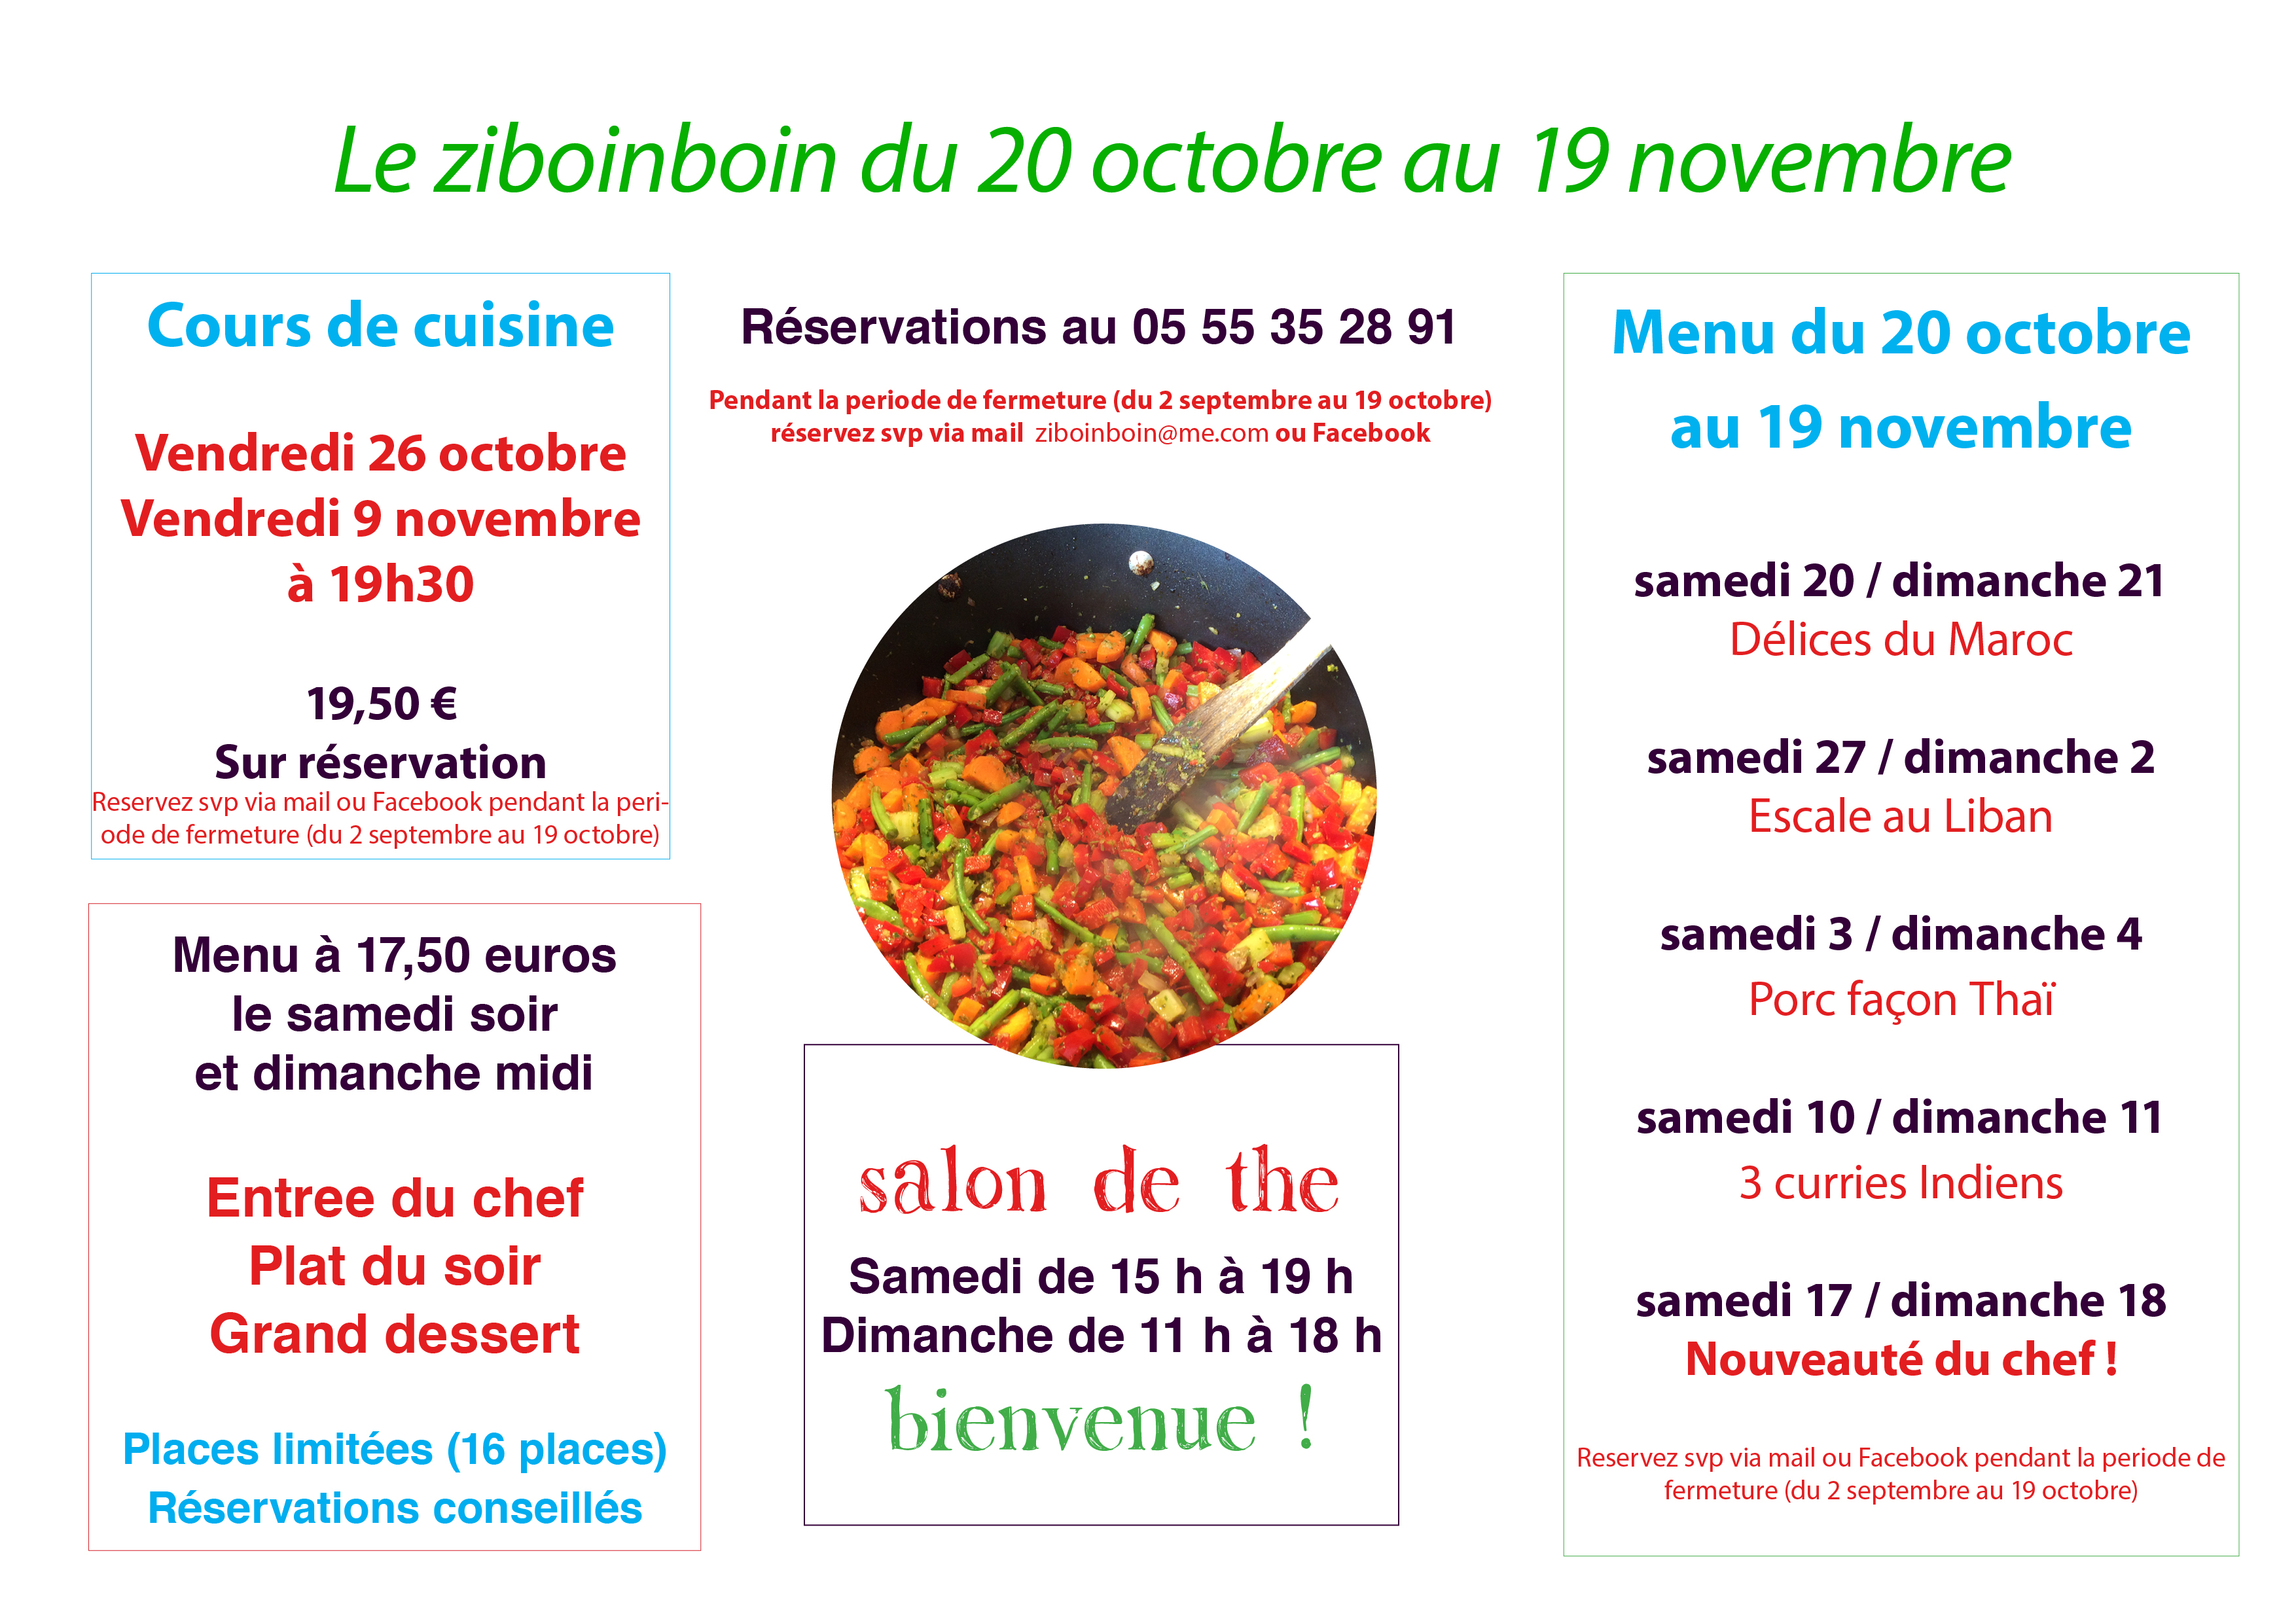 Le ziboinboin du 20 octobre au 19 novembre
Cours de cuisine
Vendredi 26 octobre
Vendredi 9 novembre
à 19h30
19,50 €
Sur réservation
Reservez svp via mail ou Facebook pendant la peri-
ode de fermeture (du 2 septembre au 19 octobre)
Menu à 17,50 euros
le samedi soir
et dimanche midi
Entree du chef
Plat du soir
Grand dessert
Places limitées (16 places)
Réservations conseillés
Réservations au 05 55 35 28 91
Pendant la periode de fermeture (du 2 septembre au 19 octobre)
réservez svp via mail ziboinboin@me.com ou Facebook
salon de the
Samedi de 15 h à 19 h
Dimanche de 11 h à 18 h
bienvenue !
Menu du 20 octobre
au 19 novembre
samedi 20 / dimanche 21
Délices du Maroc
samedi 27 / dimanche 2
Escale au Liban
samedi 3 / dimanche 4
Porc façon Thaï
samedi 10 / dimanche 11
3 curries Indiens
samedi 17 / dimanche 18
Nouveauté du chef !
Reservez svp via mail ou Facebook pendant la periode de
fermeture (du 2 septembre au 19 octobre)